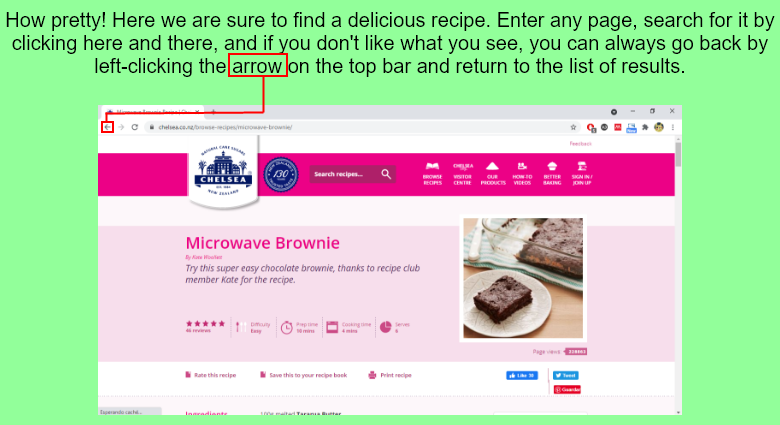 How pretty! Here we are sure to find a delicious recipe. Enter any page, search for it by
clicking here and there, and if you don't like what you see, you can always go back by
left-clicking the arrow on the top bar and return to the list of results.
chelsea.co.nz/browse-recipes/microwave-brownie/
Feedback
NATURAL CANE SUGARS
CHELSEA
EST. 1884
NEW ZEALAND
130
Search recipes...
BROWSE RECIPES
CHELSEA VISITOR CENTRE
OUR PRODUCTS
HOW-TO VIDEOS
BETTER BAKING
SIGN IN / JOIN UP
Microwave Brownie
By Kate Woollen
Try this super easy chocolate brownie, thanks to recipe club
member Kate for the recipe.
46 reviews
Difficulty
Easy
Prep time
10 mins
Cooking time
4 mins
Serves
6
Page views
Rate this recipe
Save this to your recipe book
Print recipe
Like
Tweet
Guardar
Esperando caché...
Ingredients
100g melted Tararua Butter